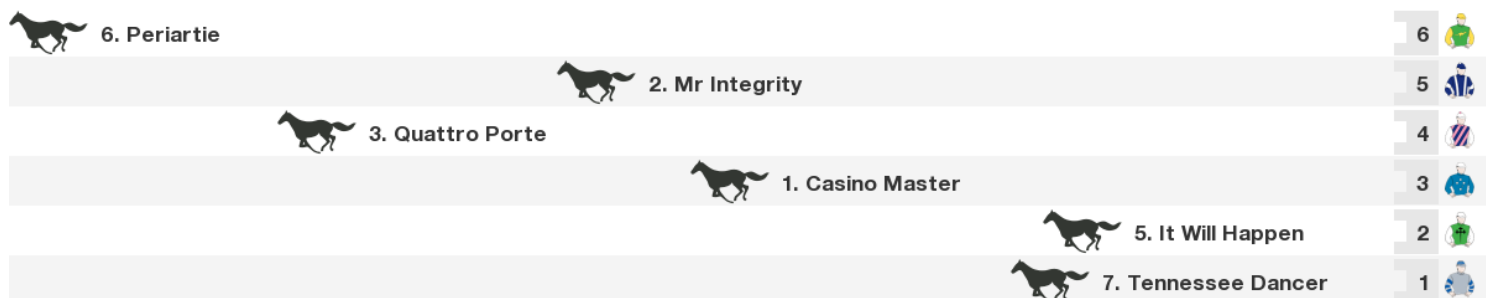 6. Periartie 6
2. Mr Integrity 5
3. Quattro Porte 4
1. Casino Master 3
5. It Will Happen 2
7. Tennessee Dancer 1